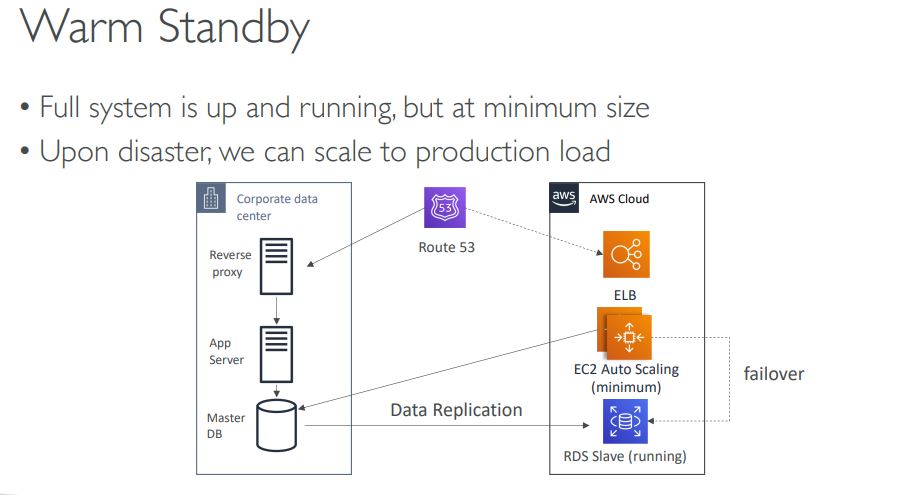 Warm Standby
• Full system is up and running, but at minimum size
• Upon disaster, we can scale to production load
Corporate data
center
53
Route 53
aws
AWS Cloud
Reverse
proxy
ELB
App
Server
EC2 Auto Scaling
(minimum)
failover
Master
DB
Data Replication
RDS Slave (running)